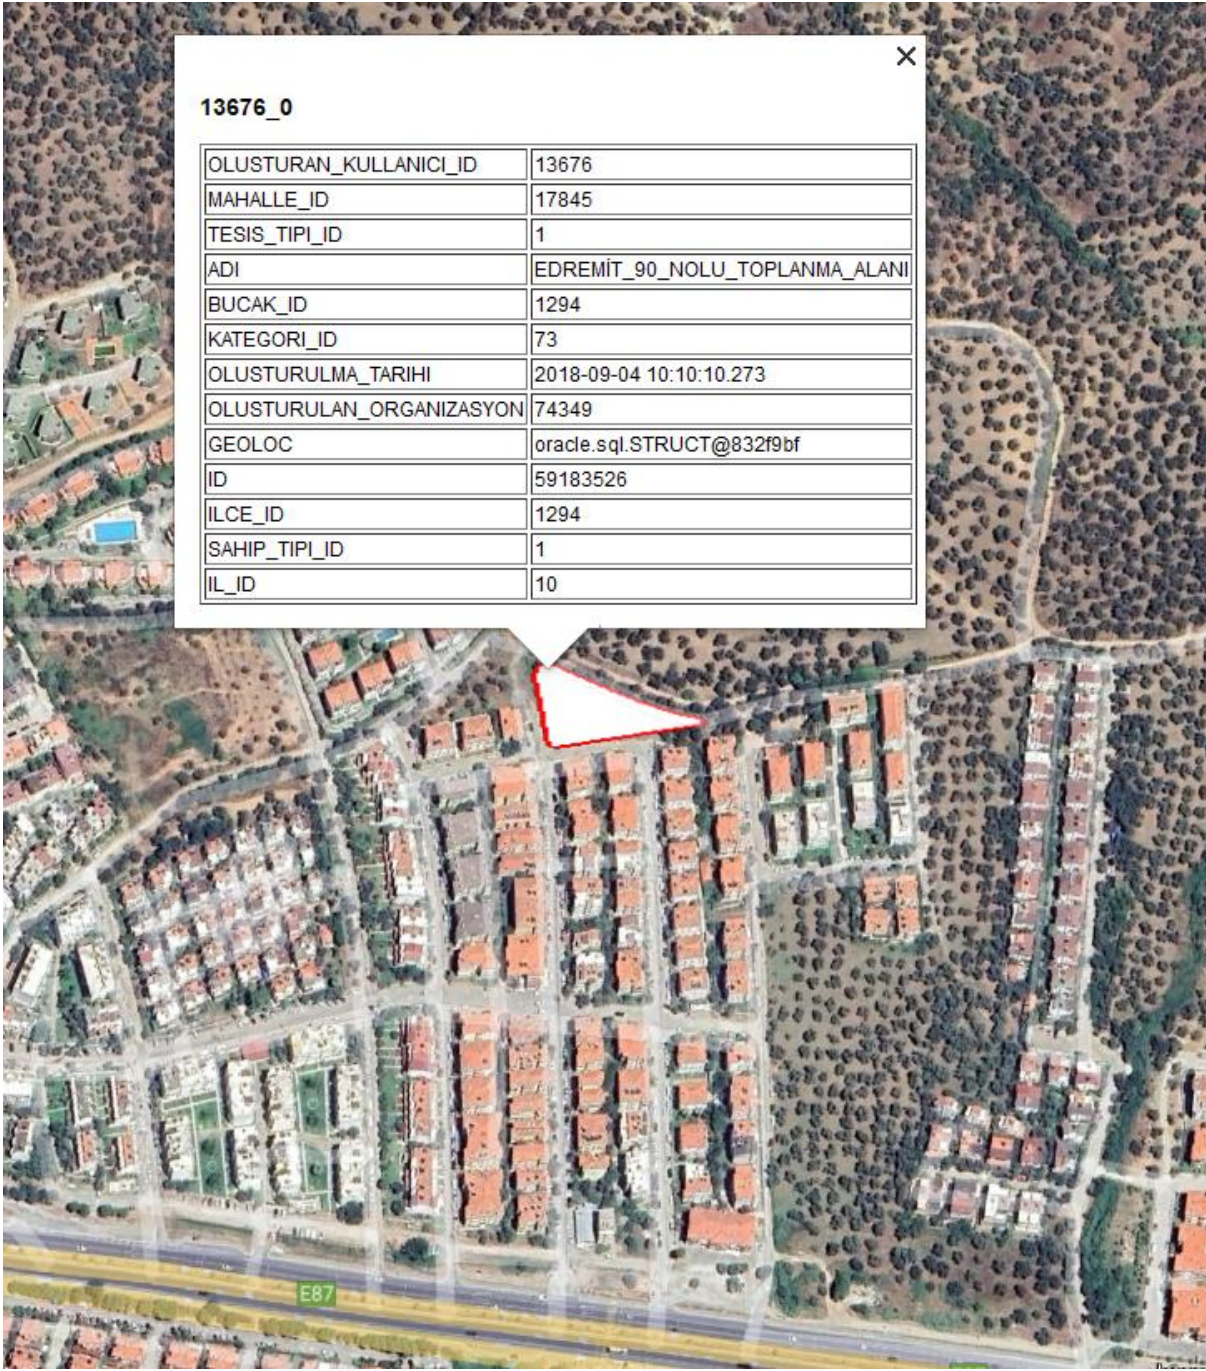 13676_0
OLUSTURAN_KULLANICI_ID 13676
MAHALLE_ID 17845
TESIS_TIPI_ID 1
ADI EDREMİT_90_NOLU_TOPLANMA_ALANI
BUCAK_ID 1294
KATEGORI_ID 73
OLUSTURULMA_TARIHI 2018-09-04 10:10:10.273
OLUSTURULAN_ORGANIZASYON 74349
GEOLOC oracle.sql.STRUCT@832f9bf
ID 59183526
ILCE_ID 1294
SAHIP_TIPI_ID 1
IL_ID 10
E87